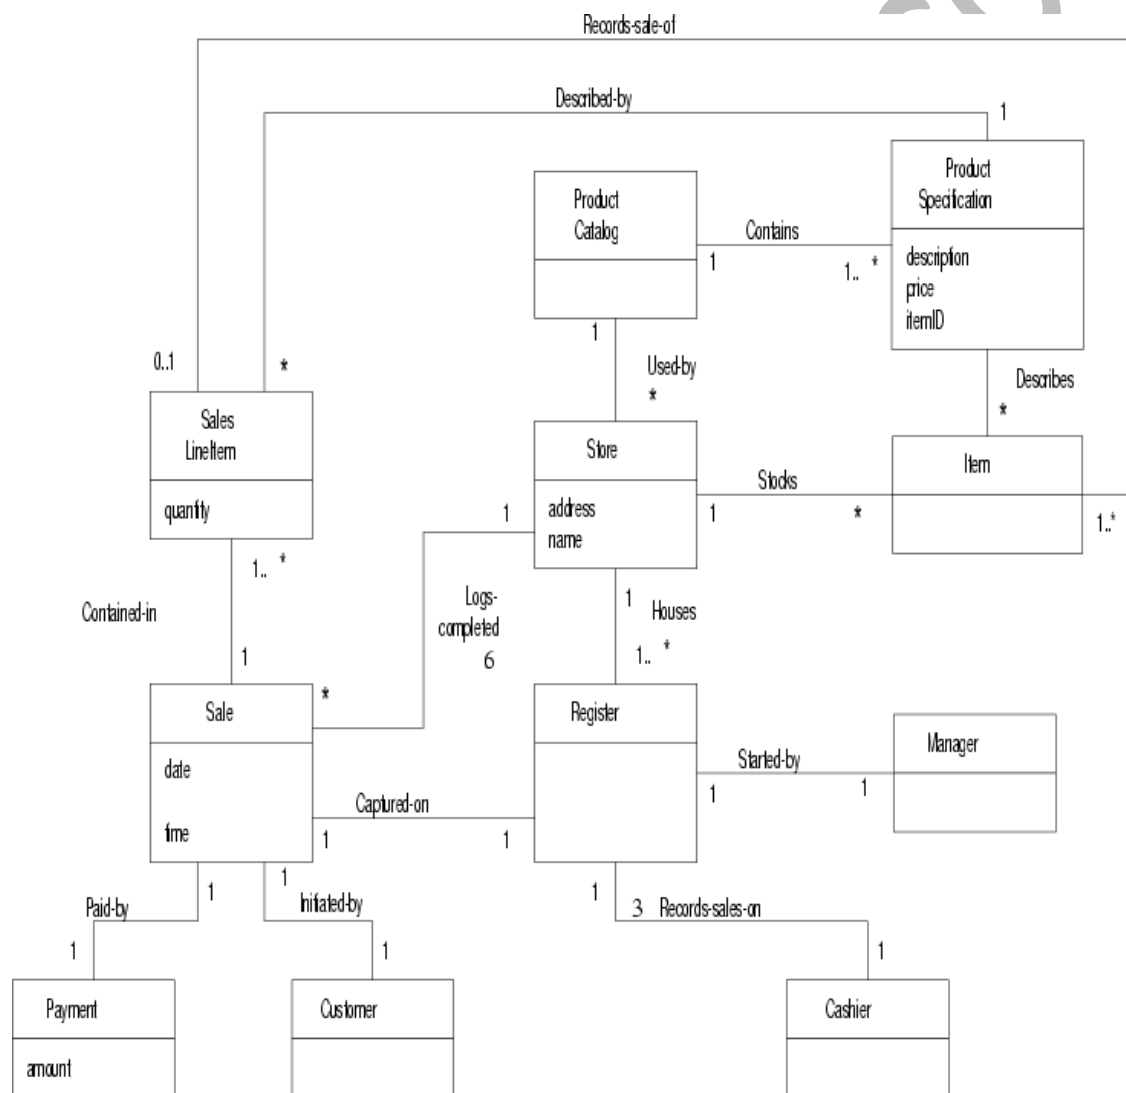 Records-sale-of
Described-by
1
Product
Specification
Product
Catalog
Contains
1
1.. *
description
price
itemID
1
0..1
*
Used-by
*
Describes
*
Sales
LineItem
Store
Item
Stocks
quantity
1
address
name
1
*
1..*
1.. *
Contained-in
Logs-
completed
6
1
Houses
1.. *
1
*
Sale
Register
Manager
date
Started-by
1
1
Captured-on
time
1
1
1
1
1
Paid-by
Initiated-by
3 Records-sales-on
1
1
1
Payment
Customer
Cashier
amount